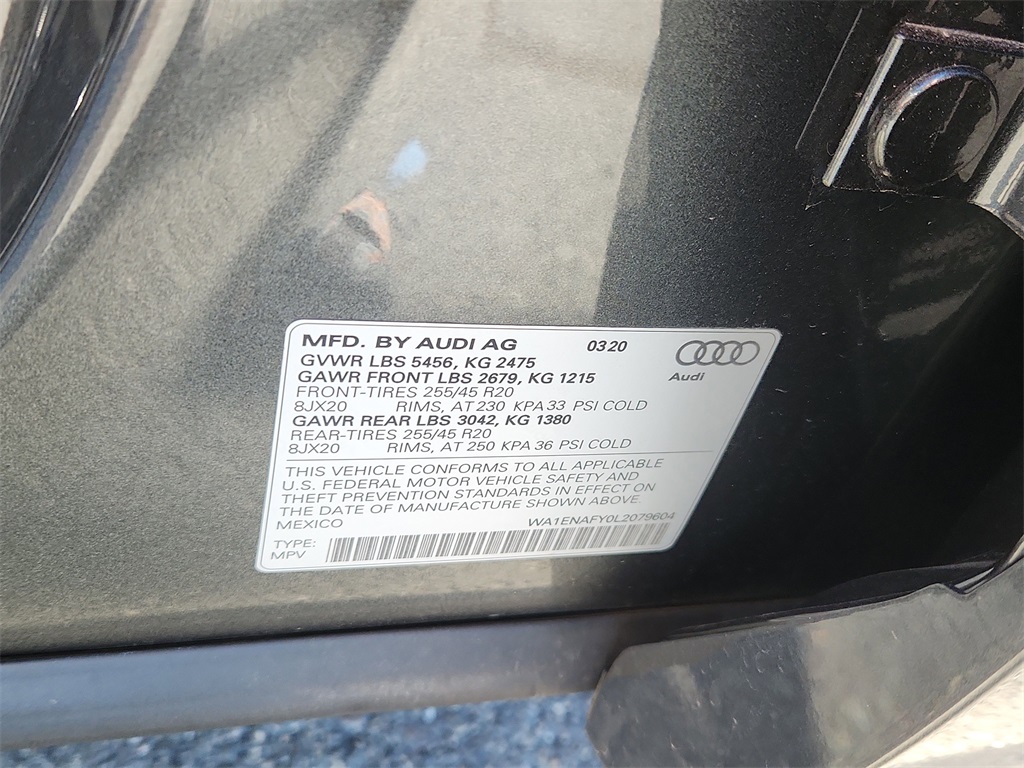 MFD. BY AUDI AG 0320
GVWR LBS 5456, KG 2475
GAWR FRONT LBS 2679, KG 1215
Audi
FRONT-TIRES 255/45 R20
8JX20 RIMS, AT 230 KPA 33 PSI COLD
GAWR REAR LBS 3042, KG 1380
REAR-TIRES 255/45 R20
8JX20 RIMS, AT 250 KPA 36 PSI COLD
THIS VEHICLE CONFORMS TO ALL APPLICABLE
U.S. FEDERAL MOTOR VEHICLE SAFETY AND
THEFT PREVENTION STANDARDS IN EFFECT ON
THE DATE OF MANUFACTURE SHOWN ABOVE.
MEXICO WA1ENAFY0L2079604
TYPE:
MPV